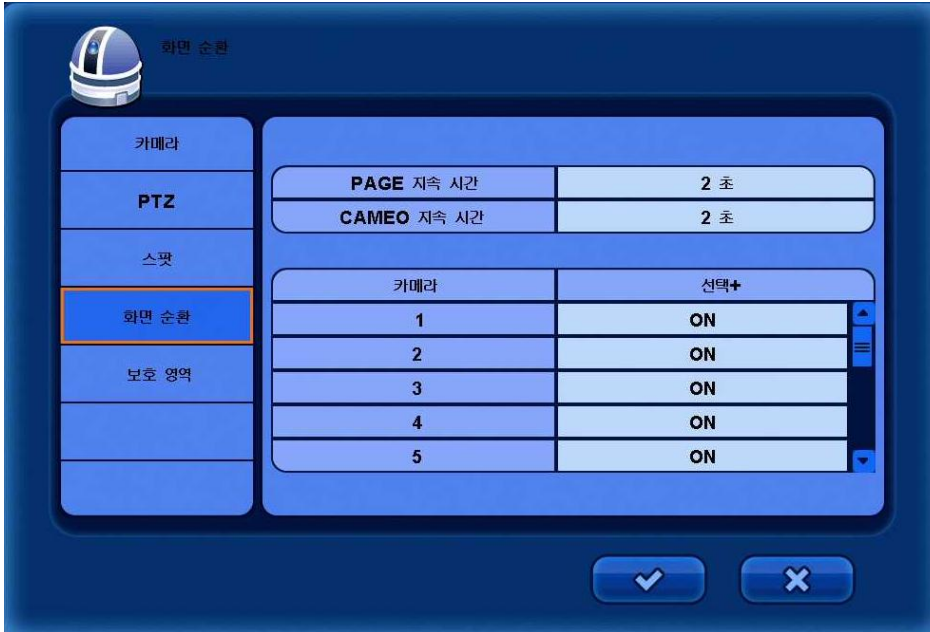 화면 순환
카메라
PTZ
스팟
화면 순환
보호 영역
PAGE 지속 시간 2 초
CAMEO 지속 시간 2 초
카메라 선택+
1 ON
2 ON
3 ON
4 ON
5 ON